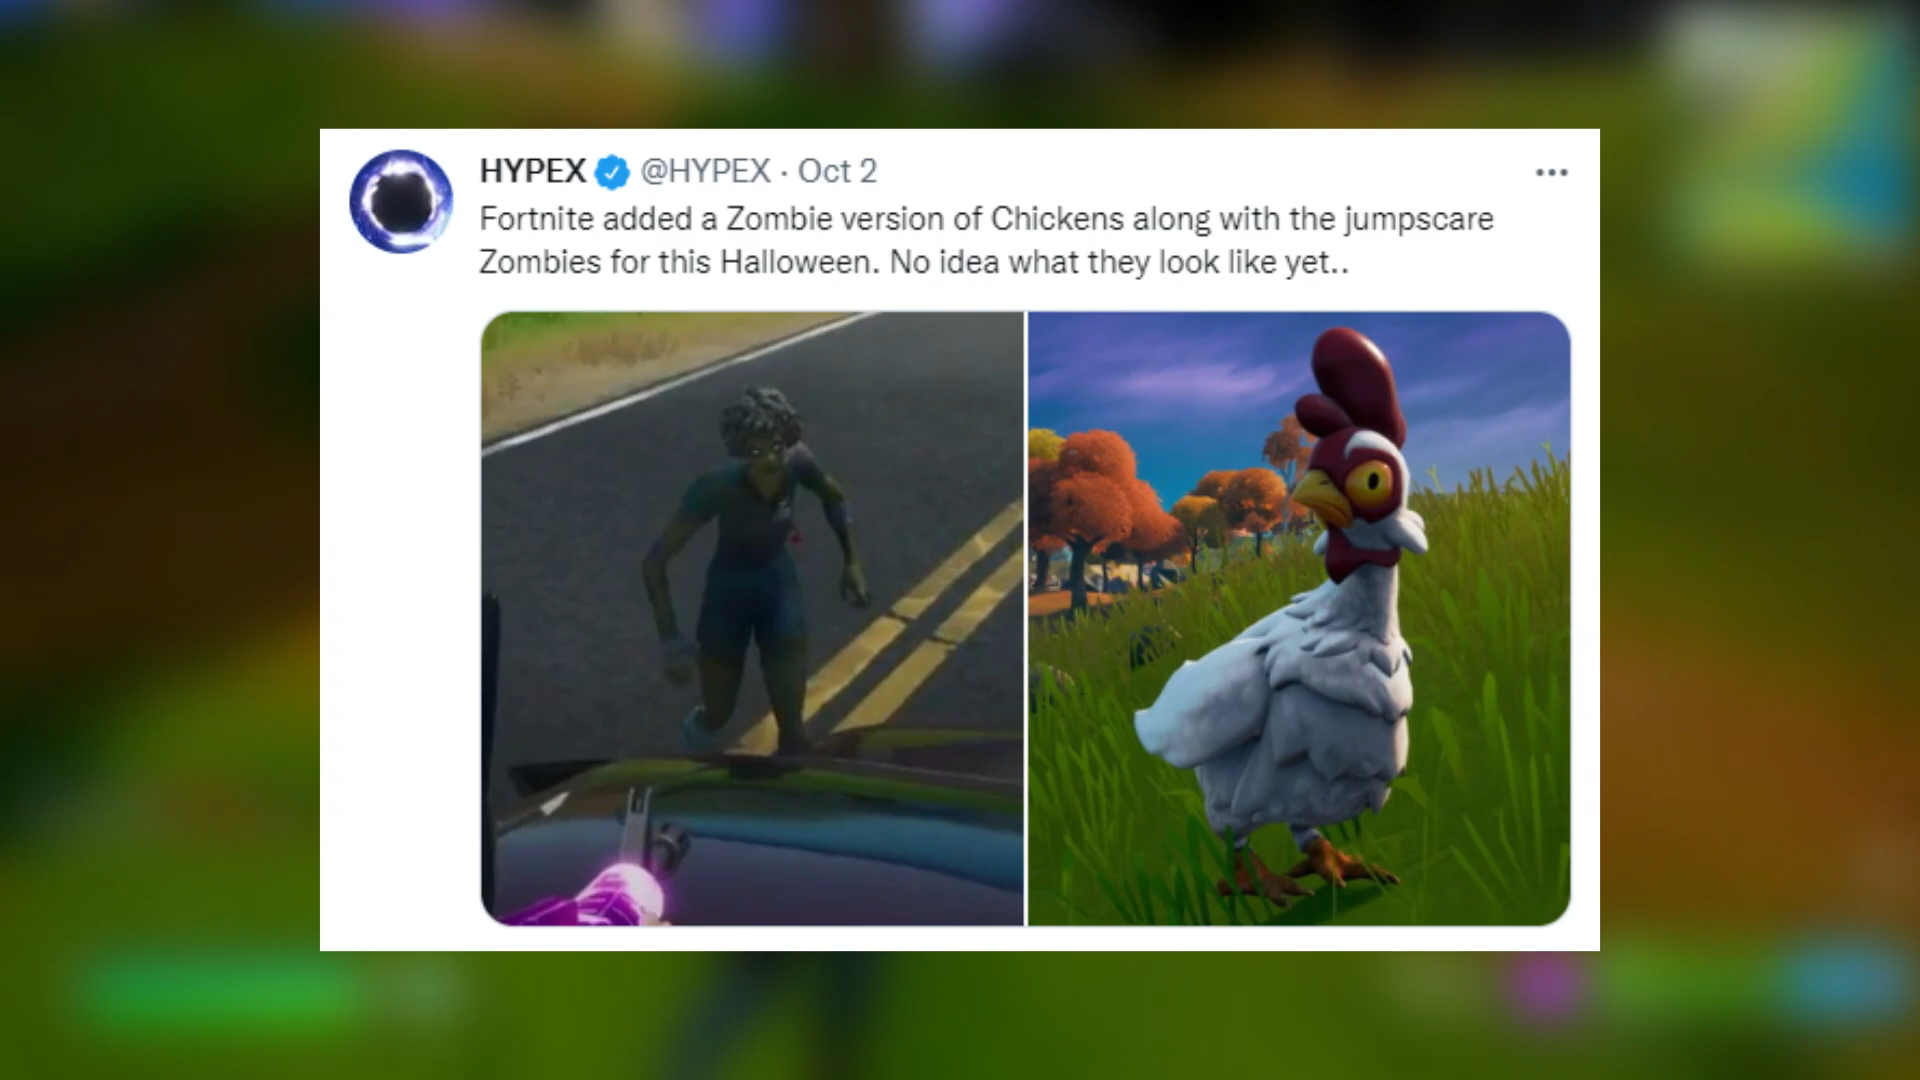 HYPEX @HYPEX · Oct 2
Fortnite added a Zombie version of Chickens along with the jumpscare
Zombies for this Halloween. No idea what they look like yet..